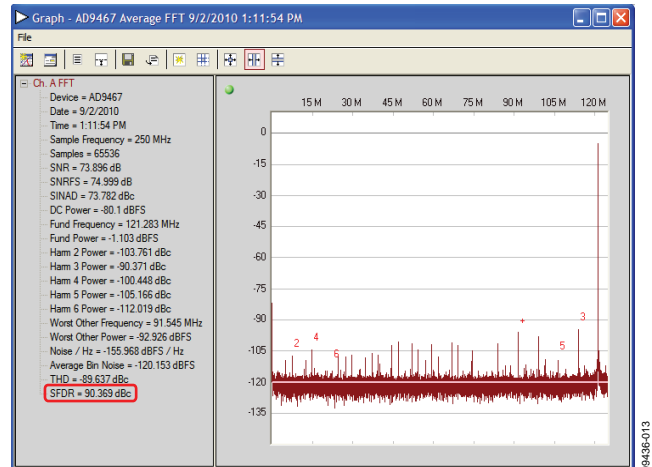 Graph - AD9467 Average FFT 9/2/2010 1:11:54 PM
File
Ch. A FFT
Device = AD9467
Date = 9/2/2010
Time = 1:11:54 PM
Sample Frequency = 250 MHz
Samples = 65536
SNR = 73.896 dB
SNRFS = 74.999 dB
SINAD = 73.782 dBc
DC Power = -80.1 dBFS
Fund Frequency = 121.283 MHz
Fund Power = -1.103 dBFS
Harm 2 Power = -103.761 dBc
Harm 3 Power = -90.371 dBc
Harm 4 Power = -100.448 dBc
Harm 5 Power = -105.166 dBc
Harm 6 Power = -112.019 dBc
Worst Other Frequency = 91.545 MHz
Worst Other Power = -92.926 dBFS
Noise / Hz = -155.968 dBFS / Hz
Average Bin Noise = -120.153 dBFS
THD = -89.637 dBc
SFDR = 90.369 dBc
15 M 30 M 45 M 60 M 75 M 90 M 105 M 120 M
0
-15
-30
-45
-60
-75
-90
-105
-120
-135
+ 3
2 4 6 5
9436-013